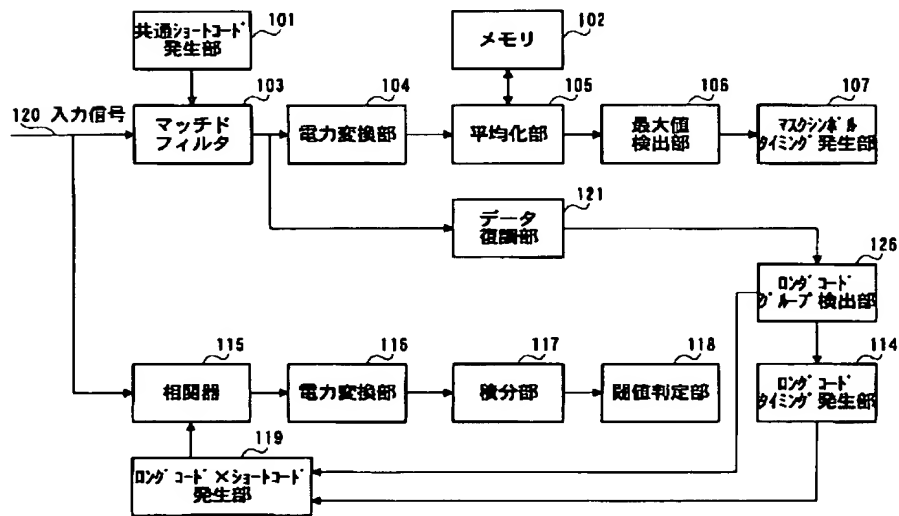 101
共通ショートコード
発生部
102
メモリ
120 入力信号
103
マッチド
フィルタ
104
電力変換部
105
平均化部
106
最大値
検出部
107
マスクシンボル
タイミング発生部
121
データ
復調部
126
ロングコード
グループ検出部
115
相関器
116
電力変換部
117
積分部
118
閾値判定部
114
ロングコード
タイミング発生部
119
ロングコード×ショートコード
発生部